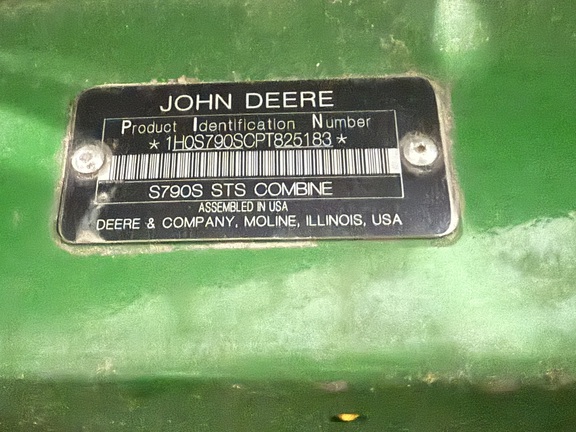 JOHN DEERE
Product Identification Number
*1H0S790SCPT825183*
S790S STS COMBINE
ASSEMBLED IN USA
DEERE & COMPANY, MOLINE, ILLINOIS, USA